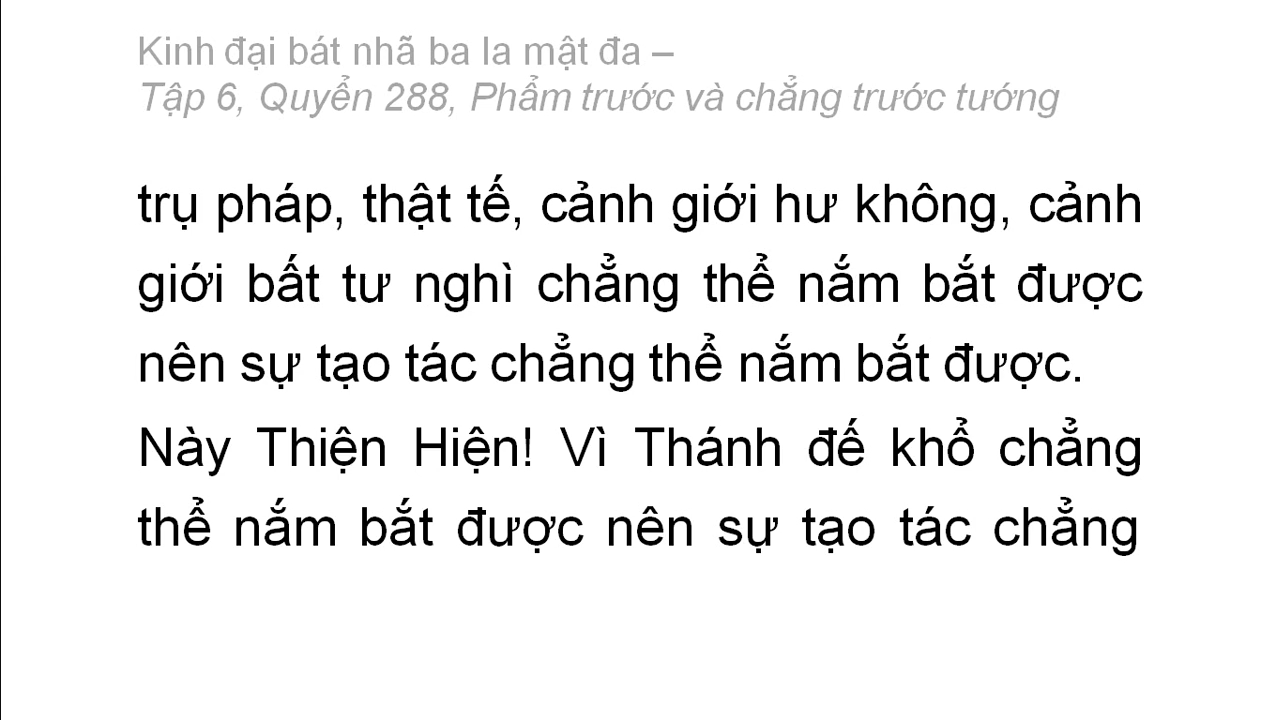 Kinh đại bát nhã ba la mật đa –
Tập 6, Quyển 288, Phẩm trước và chẳng trước tướng
trụ pháp, thật tế, cảnh giới hư không, cảnh
giới bất tư nghì chẳng thể nắm bắt được
nên sự tạo tác chẳng thể nắm bắt được.
Này Thiện Hiện! Vì Thánh đế khổ chẳng
thể nắm bắt được nên sự tạo tác chẳng